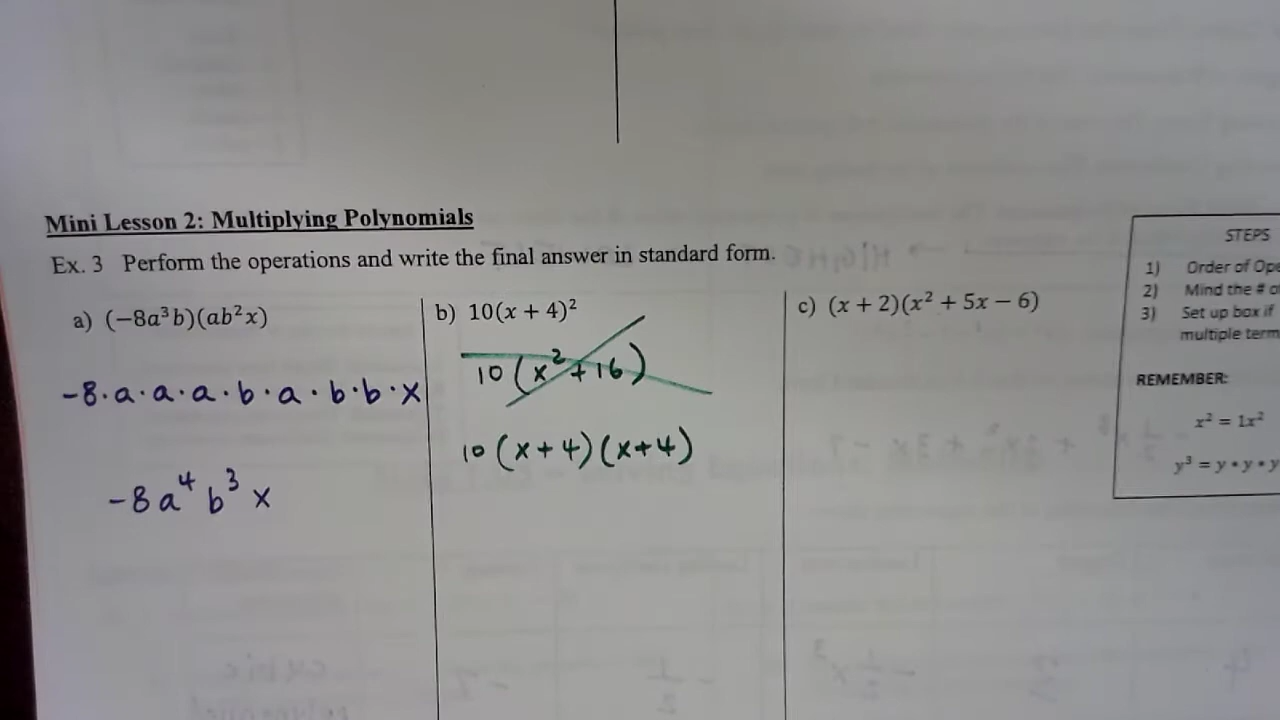 Mini Lesson 2: Multiplying Polynomials
Ex. 3 Perform the operations and write the final answer in standard form.
a) (−8a³b)(ab²x)
-8·a·a·a·b·a·b·b·x
-8a⁴b³x
b) 10(x + 4)²
10(x²+16)
10(x+4)(x+4)
c) (x + 2)(x² + 5x − 6)
STEPS
1) Order of Ope
2) Mind the # o
3) Set up box if
multiple term
REMEMBER:
x² = 1x²
y³ = y•y•y